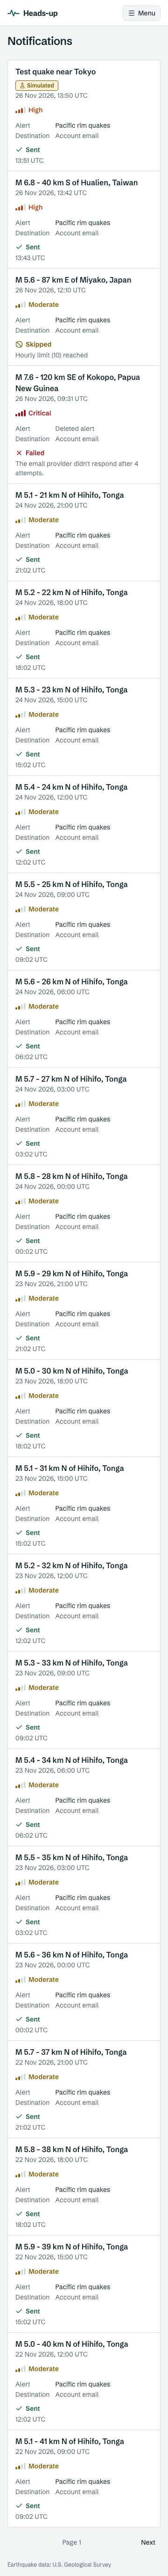 Heads-up
Menu
Notifications
Test quake near Tokyo
Simulated
26 Nov 2026, 13:50 UTC
High
Alert Pacific rim quakes
Destination Account email
Sent
13:51 UTC
M 6.8 - 40 km S of Hualien, Taiwan
26 Nov 2026, 13:42 UTC
High
Alert Pacific rim quakes
Destination Account email
Sent
13:43 UTC
M 5.6 - 87 km E of Miyako, Japan
26 Nov 2026, 12:10 UTC
Moderate
Alert Pacific rim quakes
Destination Account email
Skipped
Hourly limit (10) reached
M 7.6 - 120 km SE of Kokopo, Papua
New Guinea
26 Nov 2026, 09:31 UTC
Critical
Alert Deleted alert
Destination Account email
Failed
The email provider didn't respond after 4
attempts.
M 5.1 - 21 km N of Hihifo, Tonga
24 Nov 2026, 21:00 UTC
Moderate
Alert Pacific rim quakes
Destination Account email
Sent
21:02 UTC
M 5.2 - 22 km N of Hihifo, Tonga
24 Nov 2026, 18:00 UTC
Moderate
Alert Pacific rim quakes
Destination Account email
Sent
18:02 UTC
M 5.3 - 23 km N of Hihifo, Tonga
24 Nov 2026, 15:00 UTC
Moderate
Alert Pacific rim quakes
Destination Account email
Sent
15:02 UTC
M 5.4 - 24 km N of Hihifo, Tonga
24 Nov 2026, 12:00 UTC
Moderate
Alert Pacific rim quakes
Destination Account email
Sent
12:02 UTC
M 5.5 - 25 km N of Hihifo, Tonga
24 Nov 2026, 09:00 UTC
Moderate
Alert Pacific rim quakes
Destination Account email
Sent
09:02 UTC
M 5.6 - 26 km N of Hihifo, Tonga
24 Nov 2026, 06:00 UTC
Moderate
Alert Pacific rim quakes
Destination Account email
Sent
06:02 UTC
M 5.7 - 27 km N of Hihifo, Tonga
24 Nov 2026, 03:00 UTC
Moderate
Alert Pacific rim quakes
Destination Account email
Sent
03:02 UTC
M 5.8 - 28 km N of Hihifo, Tonga
24 Nov 2026, 00:00 UTC
Moderate
Alert Pacific rim quakes
Destination Account email
Sent
00:02 UTC
M 5.9 - 29 km N of Hihifo, Tonga
23 Nov 2026, 21:00 UTC
Moderate
Alert Pacific rim quakes
Destination Account email
Sent
21:02 UTC
M 5.0 - 30 km N of Hihifo, Tonga
23 Nov 2026, 18:00 UTC
Moderate
Alert Pacific rim quakes
Destination Account email
Sent
18:02 UTC
M 5.1 - 31 km N of Hihifo, Tonga
23 Nov 2026, 15:00 UTC
Moderate
Alert Pacific rim quakes
Destination Account email
Sent
15:02 UTC
M 5.2 - 32 km N of Hihifo, Tonga
23 Nov 2026, 12:00 UTC
Moderate
Alert Pacific rim quakes
Destination Account email
Sent
12:02 UTC
M 5.3 - 33 km N of Hihifo, Tonga
23 Nov 2026, 09:00 UTC
Moderate
Alert Pacific rim quakes
Destination Account email
Sent
09:02 UTC
M 5.4 - 34 km N of Hihifo, Tonga
23 Nov 2026, 06:00 UTC
Moderate
Alert Pacific rim quakes
Destination Account email
Sent
06:02 UTC
M 5.5 - 35 km N of Hihifo, Tonga
23 Nov 2026, 03:00 UTC
Moderate
Alert Pacific rim quakes
Destination Account email
Sent
03:02 UTC
M 5.6 - 36 km N of Hihifo, Tonga
23 Nov 2026, 00:00 UTC
Moderate
Alert Pacific rim quakes
Destination Account email
Sent
00:02 UTC
M 5.7 - 37 km N of Hihifo, Tonga
22 Nov 2026, 21:00 UTC
Moderate
Alert Pacific rim quakes
Destination Account email
Sent
21:02 UTC
M 5.8 - 38 km N of Hihifo, Tonga
22 Nov 2026, 18:00 UTC
Moderate
Alert Pacific rim quakes
Destination Account email
Sent
18:02 UTC
M 5.9 - 39 km N of Hihifo, Tonga
22 Nov 2026, 15:00 UTC
Moderate
Alert Pacific rim quakes
Destination Account email
Sent
15:02 UTC
M 5.0 - 40 km N of Hihifo, Tonga
22 Nov 2026, 12:00 UTC
Moderate
Alert Pacific rim quakes
Destination Account email
Sent
12:02 UTC
M 5.1 - 41 km N of Hihifo, Tonga
22 Nov 2026, 09:00 UTC
Moderate
Alert Pacific rim quakes
Destination Account email
Sent
09:02 UTC
Page 1 Next
Earthquake data: U.S. Geological Survey